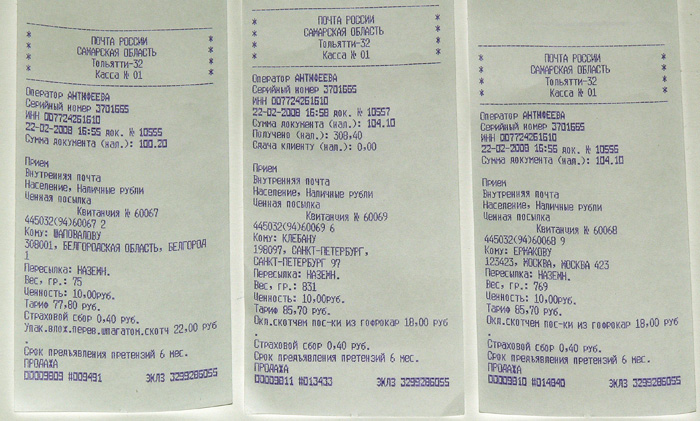 * ПОЧТА РОССИИ *
* САМАРСКАЯ ОБЛАСТЬ *
* Тольятти-32 *
* Касса № 01 *
Оператор АНТИФЕЕВА
Серийный номер 3701665
ИНН 007724261610
22-02-2008 16:55 док. № 10555
Сумма документа (нал.): 100.20
Прием
Внутренняя почта
Население, Наличные рубли
Ценная посылка
Квитанция № 60067
445032(94)60067 2
Кому: ШАПОВАЛОВУ
308001, БЕЛГОРОДСКАЯ ОБЛАСТЬ, БЕЛГОРОД
1
Пересылка: НАЗЕМН.
Вес, гр.: 75
Ценность: 10,00руб.
Тариф 77,80 руб.
Страховой сбор 0,40 руб.
Упак.влох.перев.шпагатом.скотч 22,00 руб
.
Срок предъявления претензий 6 мес.
ПРОДАЖА
00009809 #009491 ЭКЛЗ 3299286055
* ПОЧТА РОССИИ *
* САМАРСКАЯ ОБЛАСТЬ *
* Тольятти-32 *
* Касса № 01 *
Оператор АНТИФЕЕВА
Серийный номер 3701665
ИНН 007724261610
22-02-2008 16:58 док. № 10557
Сумма документа (нал.): 104.10
Получено (нал.): 308,40
Сдача клиенту (нал.): 0,00
Прием
Внутренняя почта
Население, Наличные рубли
Ценная посылка
Квитанция № 60069
445032(94)60069 6
Кому: КЛЕБАНУ
198097, САНКТ-ПЕТЕРБУРГ,
САНКТ-ПЕТЕРБУРГ 97
Пересылка: НАЗЕМН.
Вес, гр.: 831
Ценность: 10,00руб.
Тариф 85,70 руб.
Окл.скотчем пос-ки из гофрокар 18,00 руб
.
Страховой сбор 0,40 руб.
Срок предъявления претензий 6 мес.
ПРОДАЖА
00009811 #013433 ЭКЛЗ 3299286055
* ПОЧТА РОССИИ *
* САМАРСКАЯ ОБЛАСТЬ *
* Тольятти-32 *
* Касса № 01 *
Оператор АНТИФЕЕВА
Серийный номер 3701665
ИНН 007724261610
22-02-2008 16:56 док. № 10556
Сумма документа (нал.): 104.10
Прием
Внутренняя почта
Население, Наличные рубли
Ценная посылка
Квитанция № 60068
445032(94)60068 9
Кому: ЕРМАКОВУ
123423, МОСКВА, МОСКВА 423
Пересылка: НАЗЕМН.
Вес, гр.: 769
Ценность: 10,00руб.
Тариф 85,70 руб.
Окл.скотчем пос-ки из гофрокар 18,00 руб
.
Страховой сбор 0,40 руб.
Срок предъявления претензий 6 мес.
ПРОДАЖА
00009810 #014840 ЭКЛЗ 3299286055